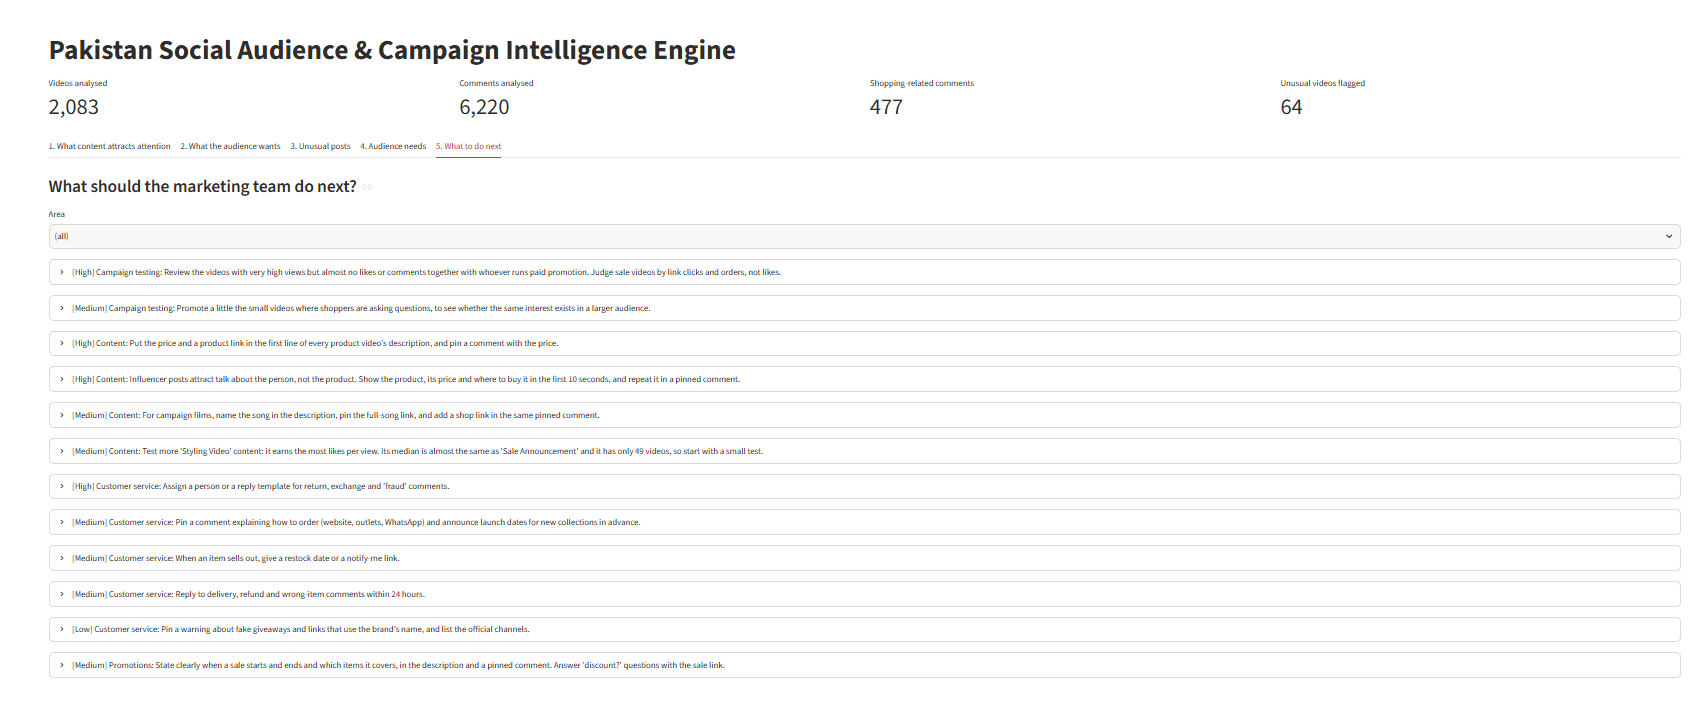 Pakistan Social Audience & Campaign Intelligence Engine
Videos analysed
2,083
Comments analysed
6,220
Shopping-related comments
477
Unusual videos flagged
64
1. What content attracts attention
2. What the audience wants
3. Unusual posts
4. Audience needs
5. What to do next
What should the marketing team do next?
Area
(all)
[High] Campaign testing: Review the videos with very high views but almost no likes or comments together with whoever runs paid promotion. Judge sale videos by link clicks and orders, not likes.
[Medium] Campaign testing: Promote a little the small videos where shoppers are asking questions, to see whether the same interest exists in a larger audience.
[High] Content: Put the price and a product link in the first line of every product video's description, and pin a comment with the price.
[High] Content: Influencer posts attract talk about the person, not the product. Show the product, its price and where to buy it in the first 10 seconds, and repeat it in a pinned comment.
[Medium] Content: For campaign films, name the song in the description, pin the full-song link, and add a shop link in the same pinned comment.
[Medium] Content: Test more 'Styling Video' content: it earns the most likes per view. Its median is almost the same as 'Sale Announcement' and it has only 49 videos, so start with a small test.
[High] Customer service: Assign a person or a reply template for return, exchange and 'fraud' comments.
[Medium] Customer service: Pin a comment explaining how to order (website, outlets, WhatsApp) and announce launch dates for new collections in advance.
[Medium] Customer service: When an item sells out, give a restock date or a notify-me link.
[Medium] Customer service: Reply to delivery, refund and wrong-item comments within 24 hours.
[Low] Customer service: Pin a warning about fake giveaways and links that use the brand's name, and list the official channels.
[Medium] Promotions: State clearly when a sale starts and ends and which items it covers, in the description and a pinned comment. Answer 'discount?' questions with the sale link.